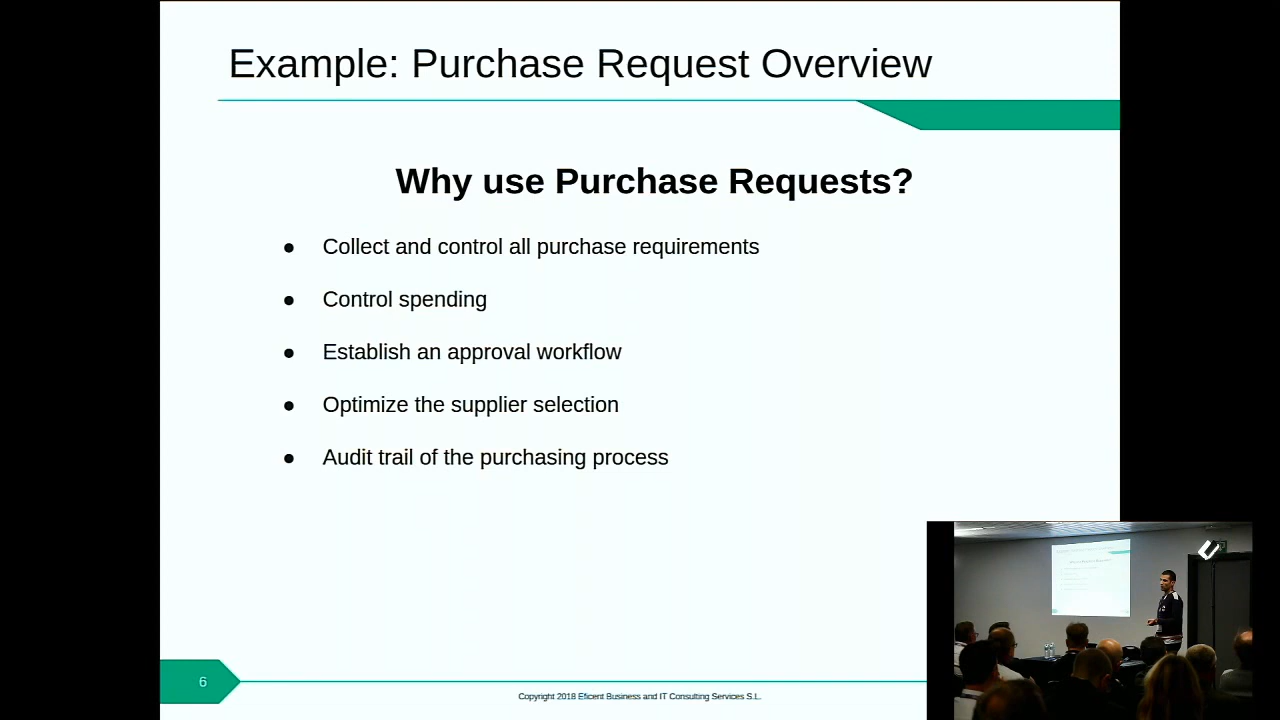 Example: Purchase Request Overview
Why use Purchase Requests?
● Collect and control all purchase requirements
● Control spending
● Establish an approval workflow
● Optimize the supplier selection
● Audit trail of the purchasing process
6
Copyright 2018 Eficent Business and IT Consulting Services S.L.